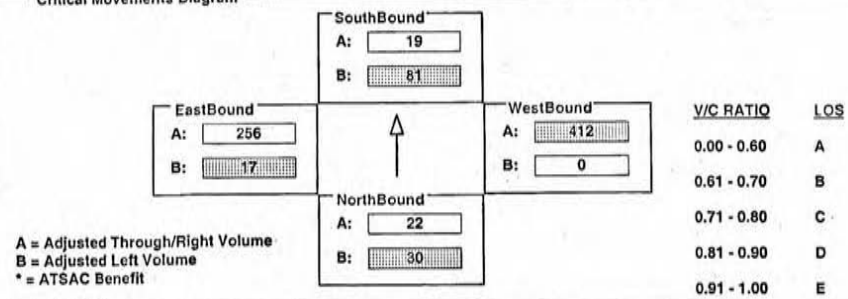 Critical Movements Diagram
SouthBound
A: 19
B: 81
EastBound
A: 256
B: 17
WestBound
A: 412
B: 0
NorthBound
A: 22
B: 30
A = Adjusted Through/Right Volume
B = Adjusted Left Volume
* = ATSAC Benefit
V/C RATIO LOS
0.00 - 0.60 A
0.61 - 0.70 B
0.71 - 0.80 C
0.81 - 0.90 D
0.91 - 1.00 E